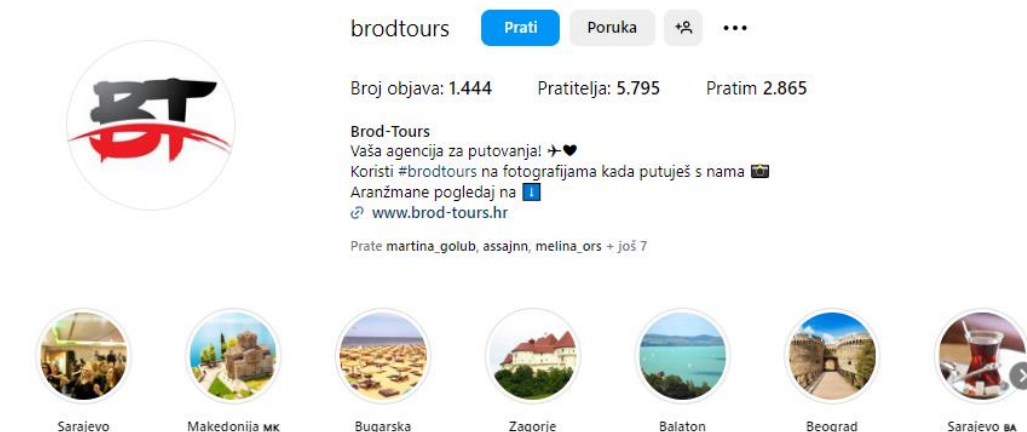 brodtours Prati Poruka
BT
Broj objava: 1.444 Pratitelja: 5.795 Pratim 2.865
Brod-Tours
Vaša agencija za putovanja! ✈️🖤
Koristi #brodtours na fotografijama kada putuješ s nama 📸
Aranžmane pogledaj na ⬇️
www.brod-tours.hr
Prate martina_golub, assajnn, melina_ors + još 7
Sarajevo Makedonija MK Bugarska Zagorje Balaton Beograd Sarajevo BA